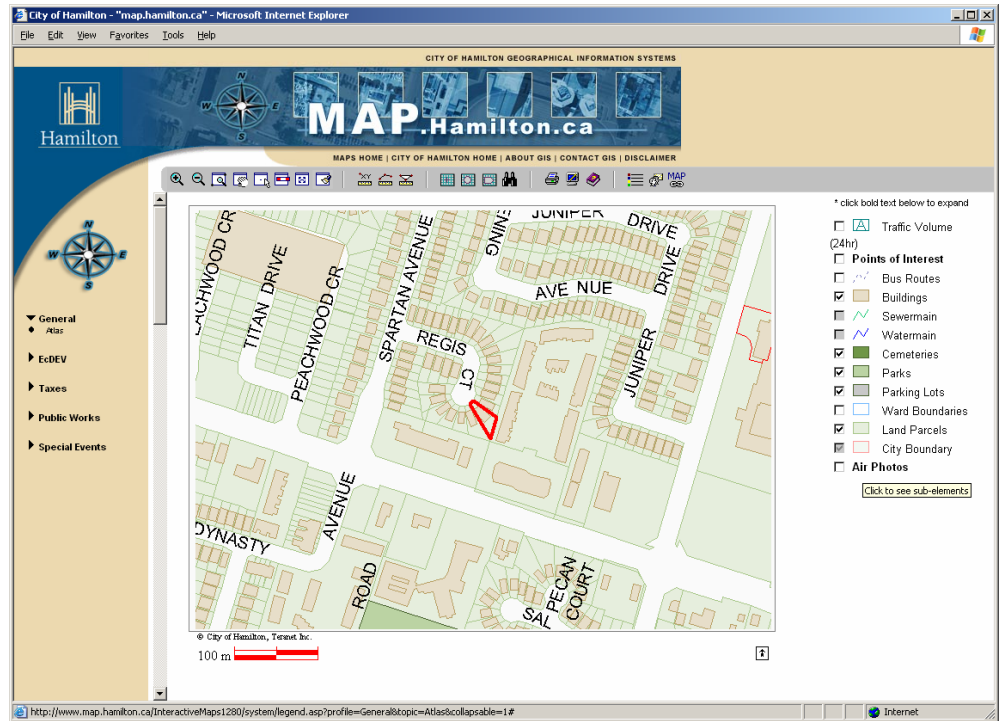 City of Hamilton - "map.hamilton.ca" - Microsoft Internet Explorer
File Edit View Favorites Tools Help
CITY OF HAMILTON GEOGRAPHICAL INFORMATION SYSTEMS
N
W E
S
MAP.Hamilton.ca
Hamilton
MAPS HOME | CITY OF HAMILTON HOME | ABOUT GIS | CONTACT GIS | DISCLAIMER
XY
MAP
* click bold text below to expand
Traffic Volume
(24hr)
Points of Interest
Bus Routes
Buildings
Sewermain
Watermain
Cemeteries
Parks
Parking Lots
Ward Boundaries
Land Parcels
City Boundary
Air Photos
Click to see sub-elements
N
W E
S
General
Atlas
EcDEV
Taxes
Public Works
Special Events
ACHWOOD CR
TITAN DRIVE
PEACHWOOD CR
SPARTAN AVENUE
NING
JUNIPER DRIVE
AVE NUE
DRIVE
REGIS
CT
JUNIPER
AVENUE
DYNASTY
ROAD
SAL
PECAN
COURT
© City of Hamilton, Teranet Inc.
100 m
http://www.map.hamilton.ca/InteractiveMaps1280/system/legend.asp?profile=General&topic=Atlas&collapsable=1#
Internet